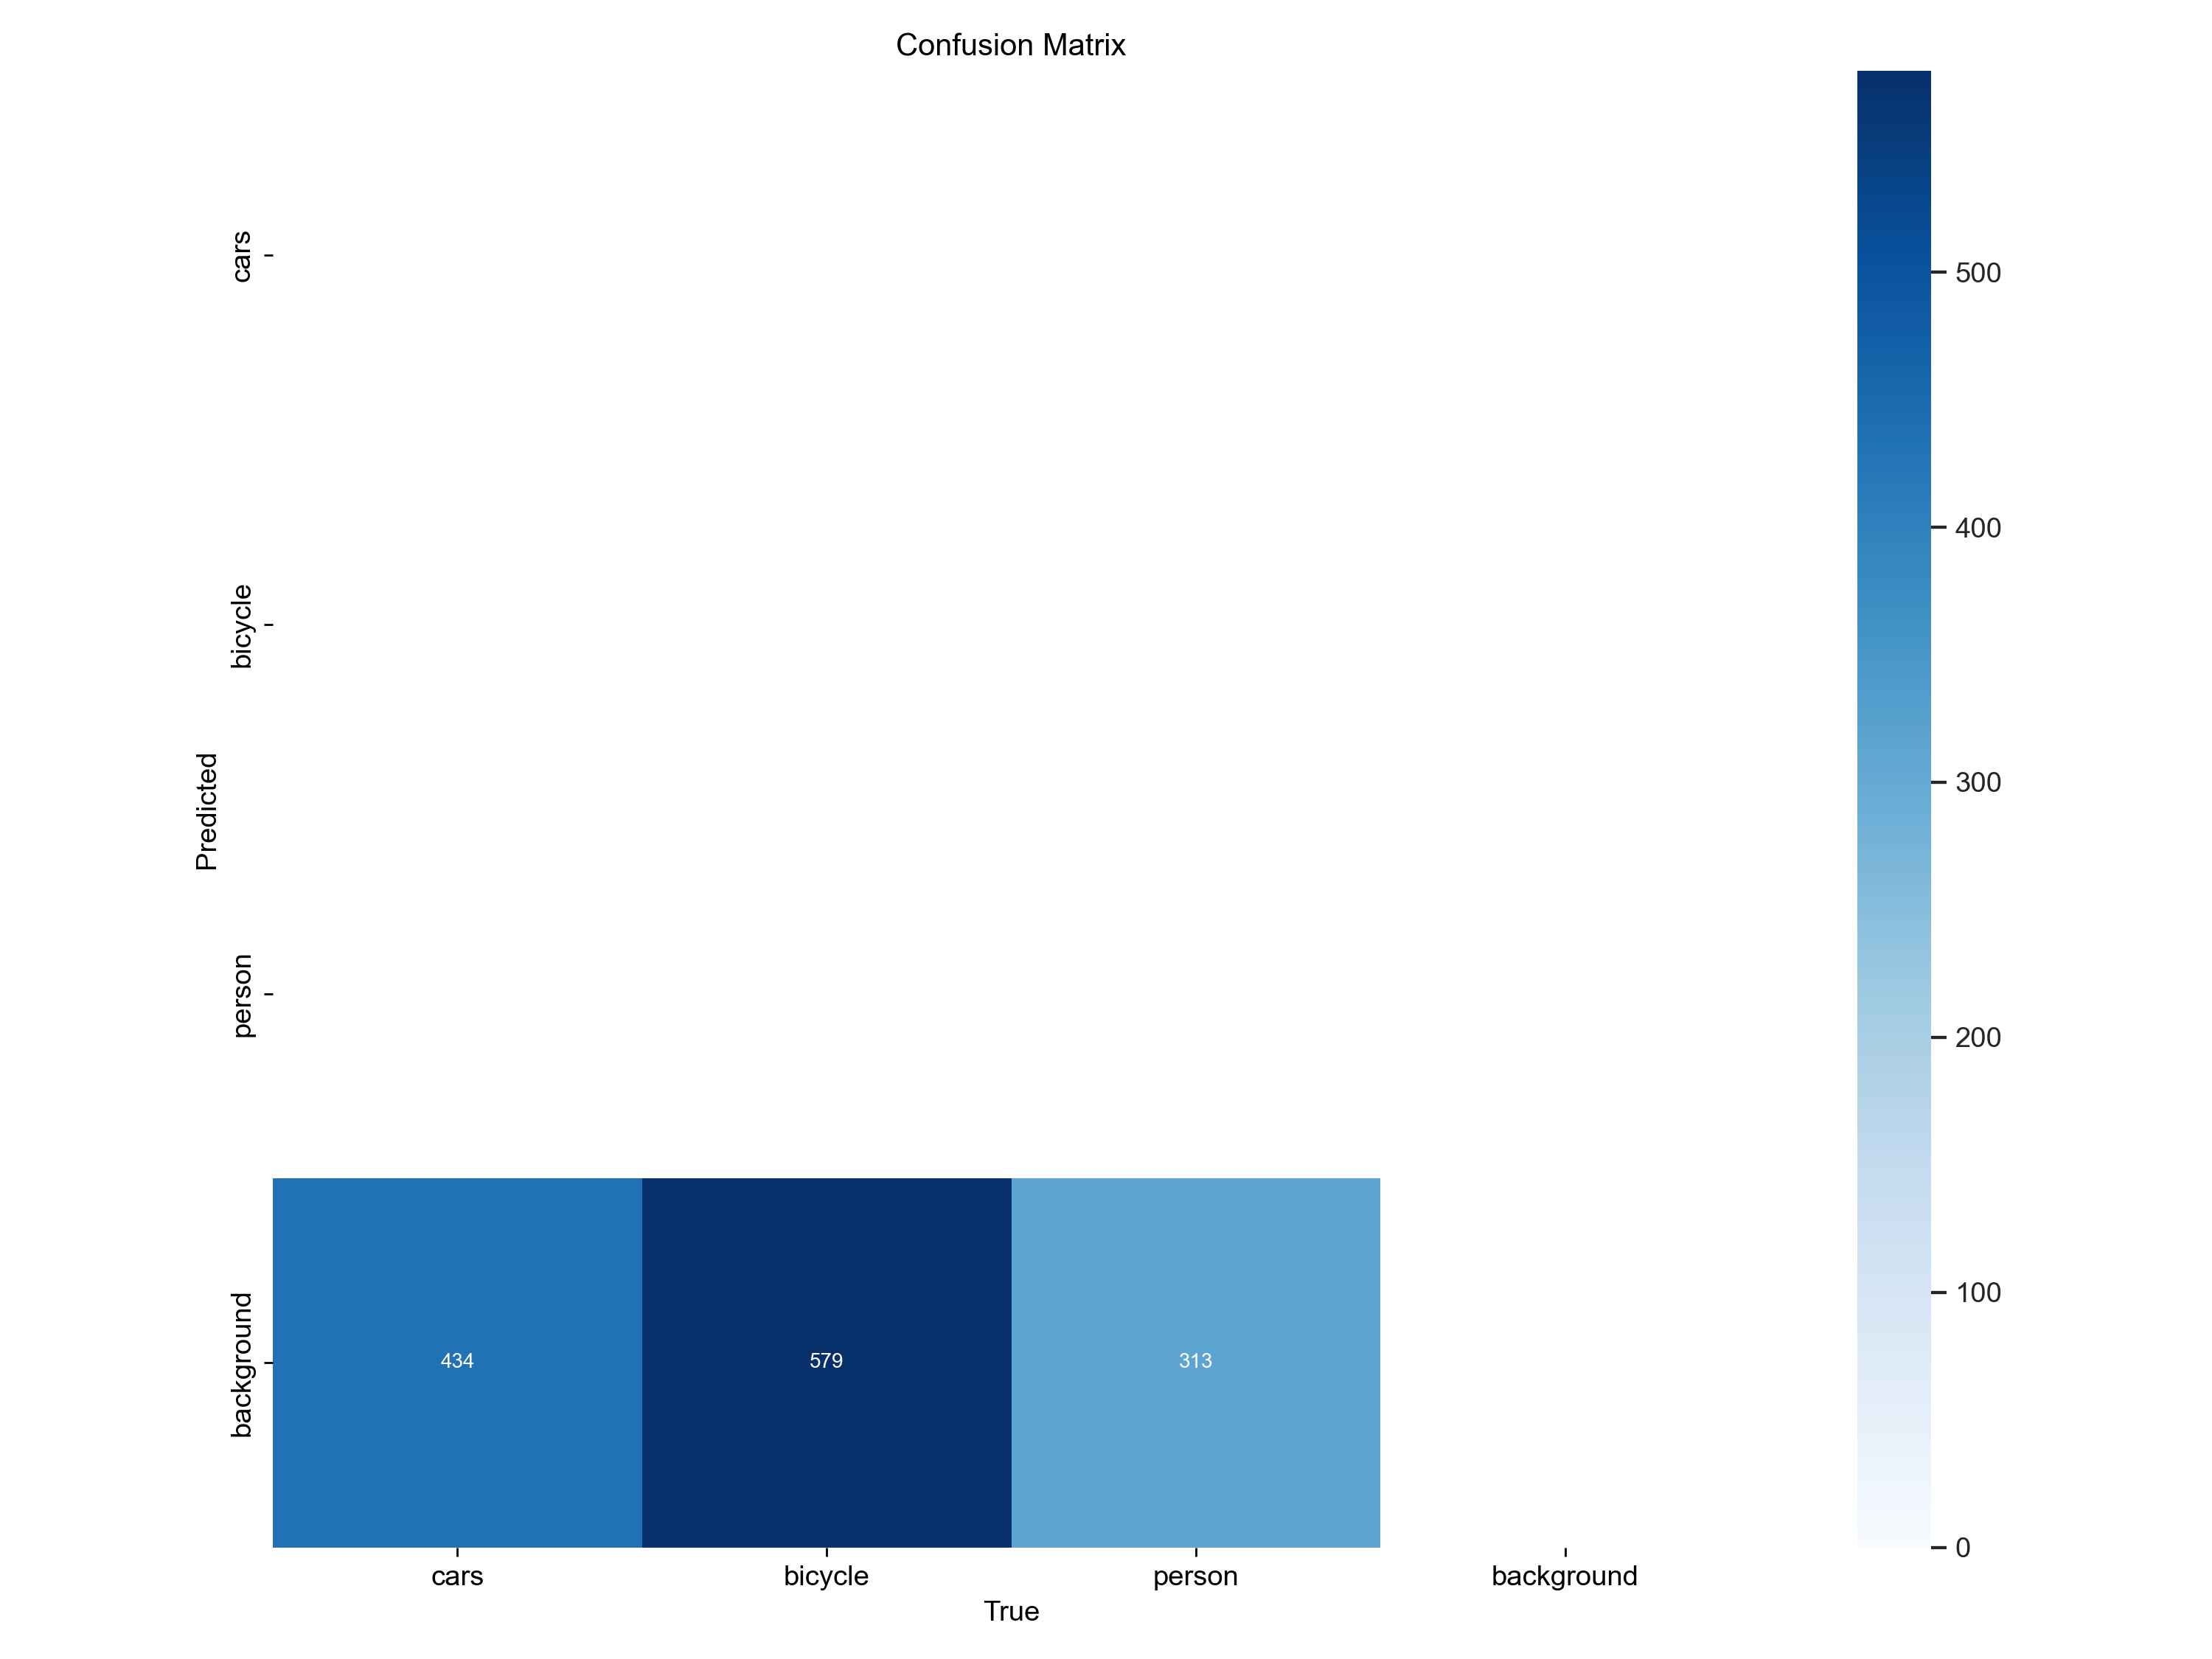 Confusion Matrix
cars
bicycle
person
background
Predicted
434
579
313
cars
bicycle
person
background
True
500
400
300
200
100
0